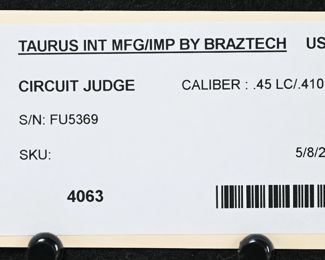 TAURUS INT MFG/IMP BY BRAZTECH US
CIRCUIT JUDGE CALIBER : .45 LC/.410
S/N: FU5369
SKU: 5/8/2
4063